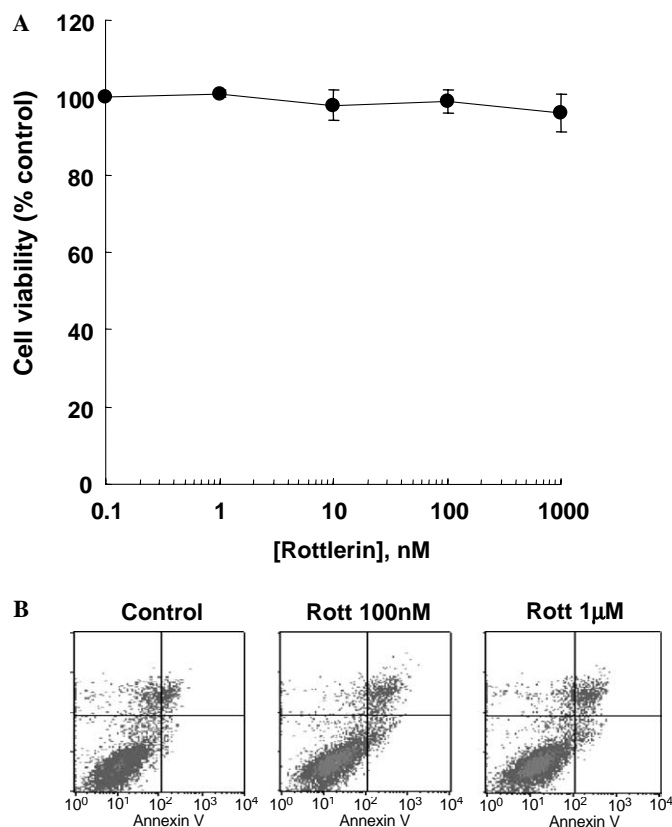 A
120
100
80
60
40
20
0
Cell viability (% control)
0.1 1 10 100 1000
[Rottlerin], nM
B
Control Rott 100nM Rott 1μM
10⁰ 10¹ 10² 10³ 10⁴ 10⁰ 10¹ 10² 10³ 10⁴ 10⁰ 10¹ 10² 10³ 10⁴
Annexin V Annexin V Annexin V